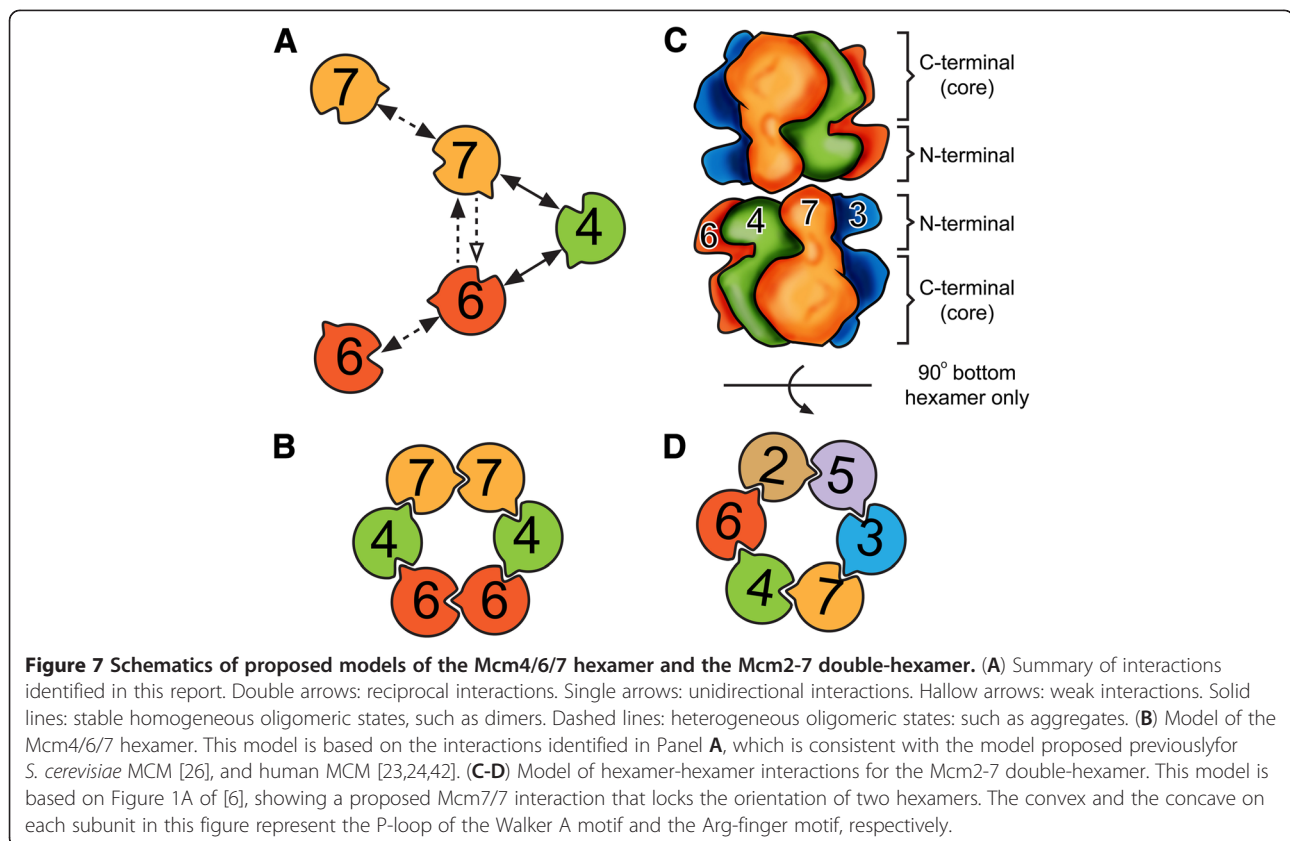 A
7
7
4
6
6
C
C-terminal
(core)
N-terminal
6 4 7 3
N-terminal
C-terminal
(core)
90° bottom
hexamer only
B
7 7
4 4
6 6
D
2 5
6 3
4 7
Figure 7 Schematics of proposed models of the Mcm4/6/7 hexamer and the Mcm2-7 double-hexamer. (A) Summary of interactions
identified in this report. Double arrows: reciprocal interactions. Single arrows: unidirectional interactions. Hallow arrows: weak interactions. Solid
lines: stable homogeneous oligomeric states, such as dimers. Dashed lines: heterogeneous oligomeric states: such as aggregates. (B) Model of the
Mcm4/6/7 hexamer. This model is based on the interactions identified in Panel A, which is consistent with the model proposed previouslyfor
S. cerevisiae MCM [26], and human MCM [23,24,42]. (C-D) Model of hexamer-hexamer interactions for the Mcm2-7 double-hexamer. This model is
based on Figure 1A of [6], showing a proposed Mcm7/7 interaction that locks the orientation of two hexamers. The convex and the concave on
each subunit in this figure represent the P-loop of the Walker A motif and the Arg-finger motif, respectively.